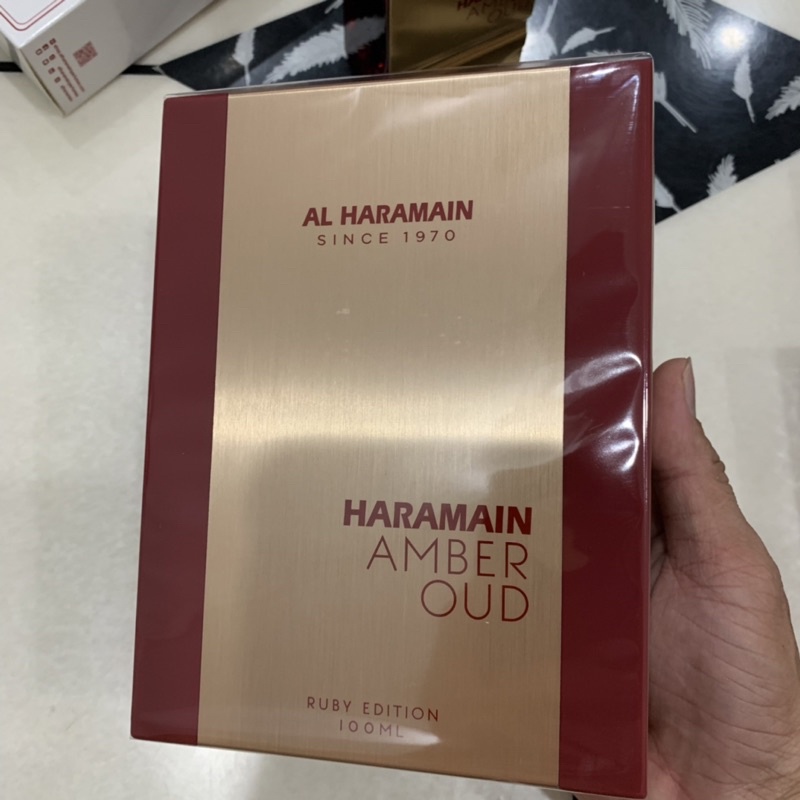 AL HARAMAIN
SINCE 1970
HARAMAIN
AMBER
OUD
RUBY EDITION
100ML